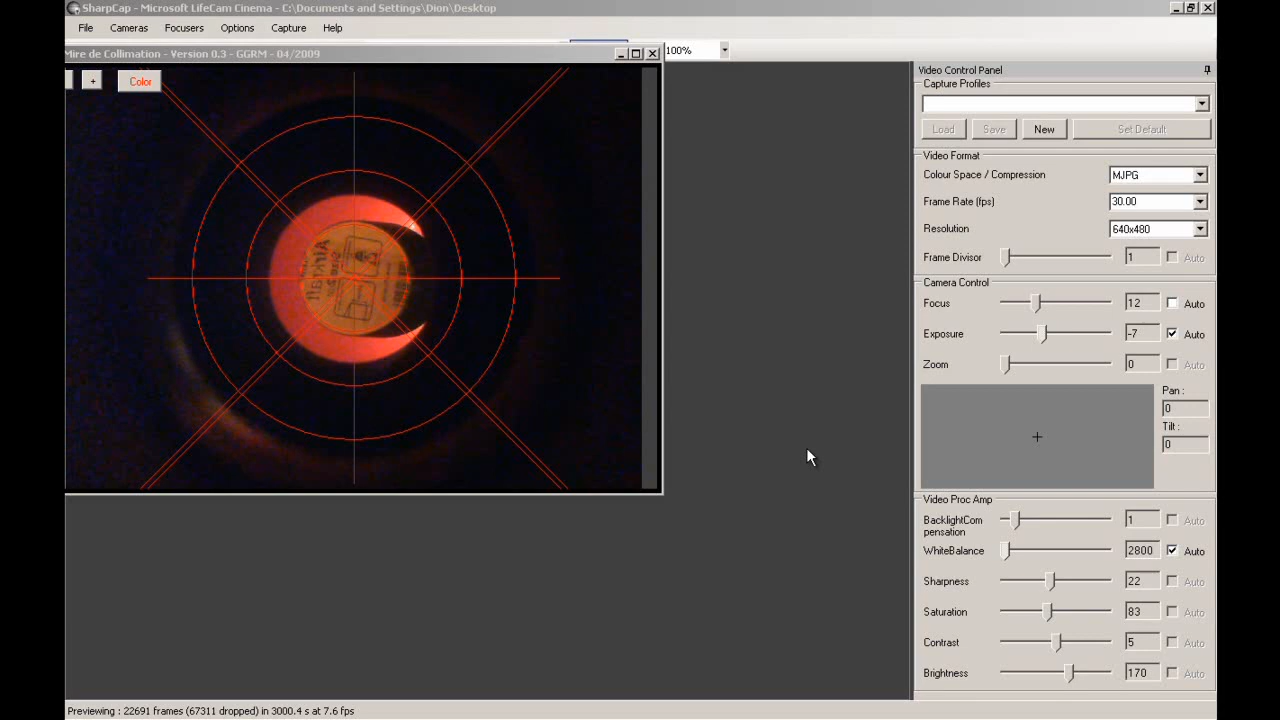 SharpCap - Microsoft LifeCam Cinema - C:\Documents and Settings\Dion\Desktop
File Cameras Focusers Options Capture Help
Mire de Collimation - Version 0.3 - GGRM - 04/2009
100%
+ Color
Video Control Panel
Capture Profiles
Load Save New Set Default
Video Format
Colour Space / Compression MJPG
Frame Rate (fps) 30.00
Resolution 640x480
Frame Divisor 1 Auto
Camera Control
Focus 12 Auto
Exposure -7 Auto
Zoom 0 Auto
Pan :
0
Tilt :
0
Video Proc Amp
BacklightCom
pensation 1 Auto
WhiteBalance 2800 Auto
Sharpness 22 Auto
Saturation 83 Auto
Contrast 5 Auto
Brightness 170 Auto
Previewing : 22691 frames (67311 dropped) in 3000.4 s at 7.6 fps